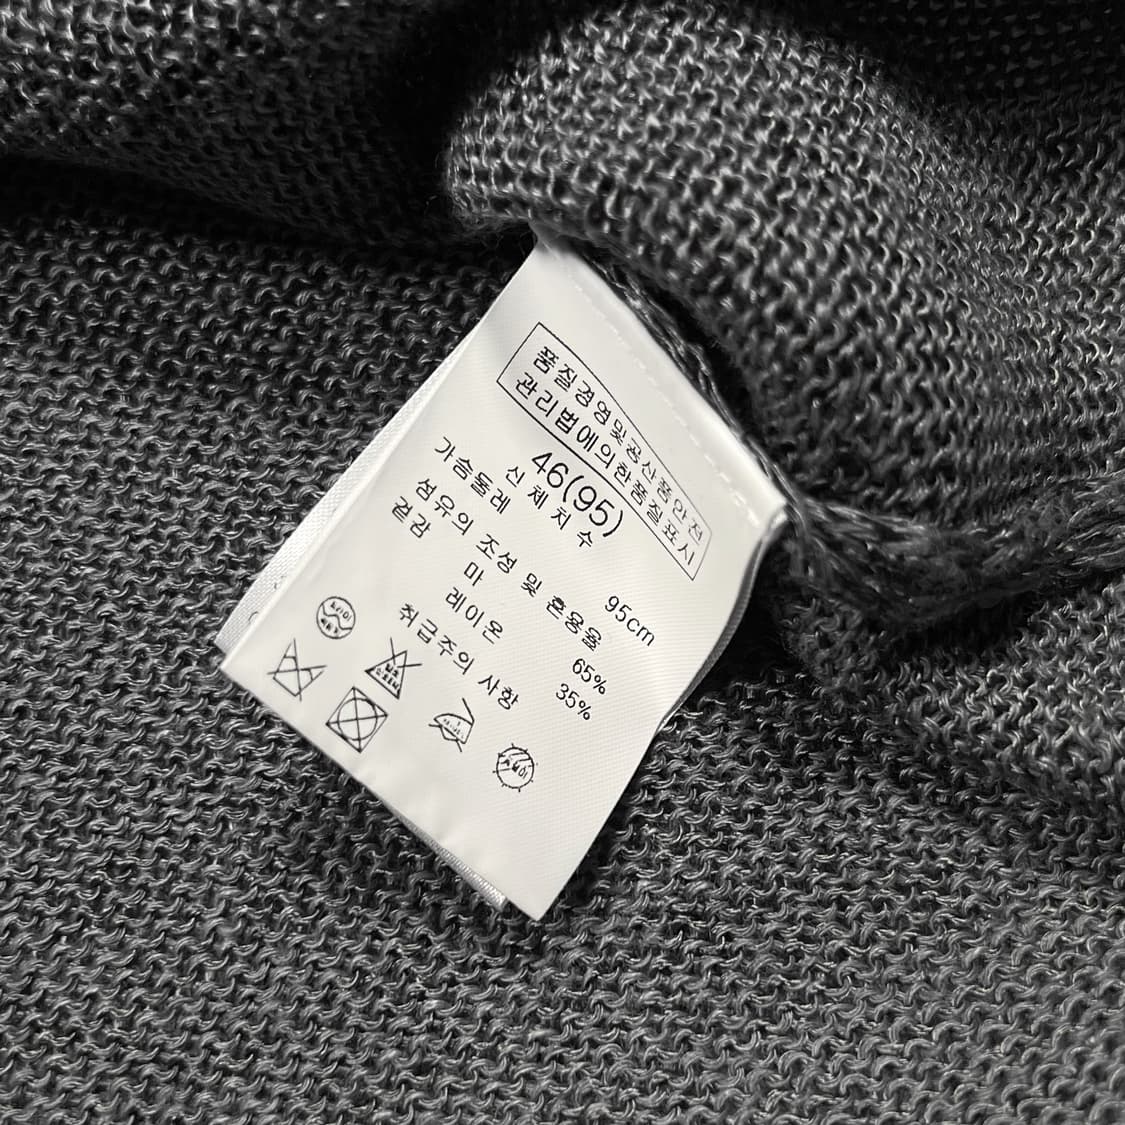 품질경영및공산품안전
관리법에의한품질표시
46(95)
신체치수
가슴둘레 95cm
섬유의 조성 및 혼용율
겉감 마 65%
레이온 35%
취급주의 사항